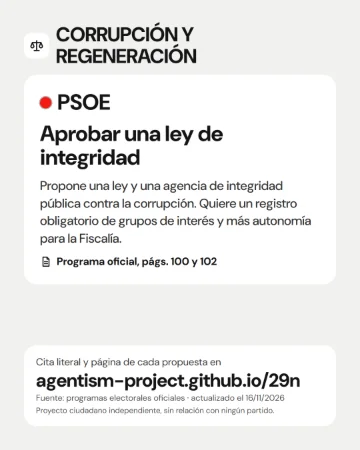 CORRUPCIÓN Y
REGENERACIÓN
PSOE
Aprobar una ley de
integridad
Propone una ley y una agencia de integridad
pública contra la corrupción. Quiere un registro
obligatorio de grupos de interés y más autonomía
para la Fiscalía.
Programa oficial, págs. 100 y 102
Cita literal y página de cada propuesta en
agentism-project.github.io/29n
Fuente: programas electorales oficiales · actualizado el 16/11/2026
Proyecto ciudadano independiente, sin relación con ningún partido.